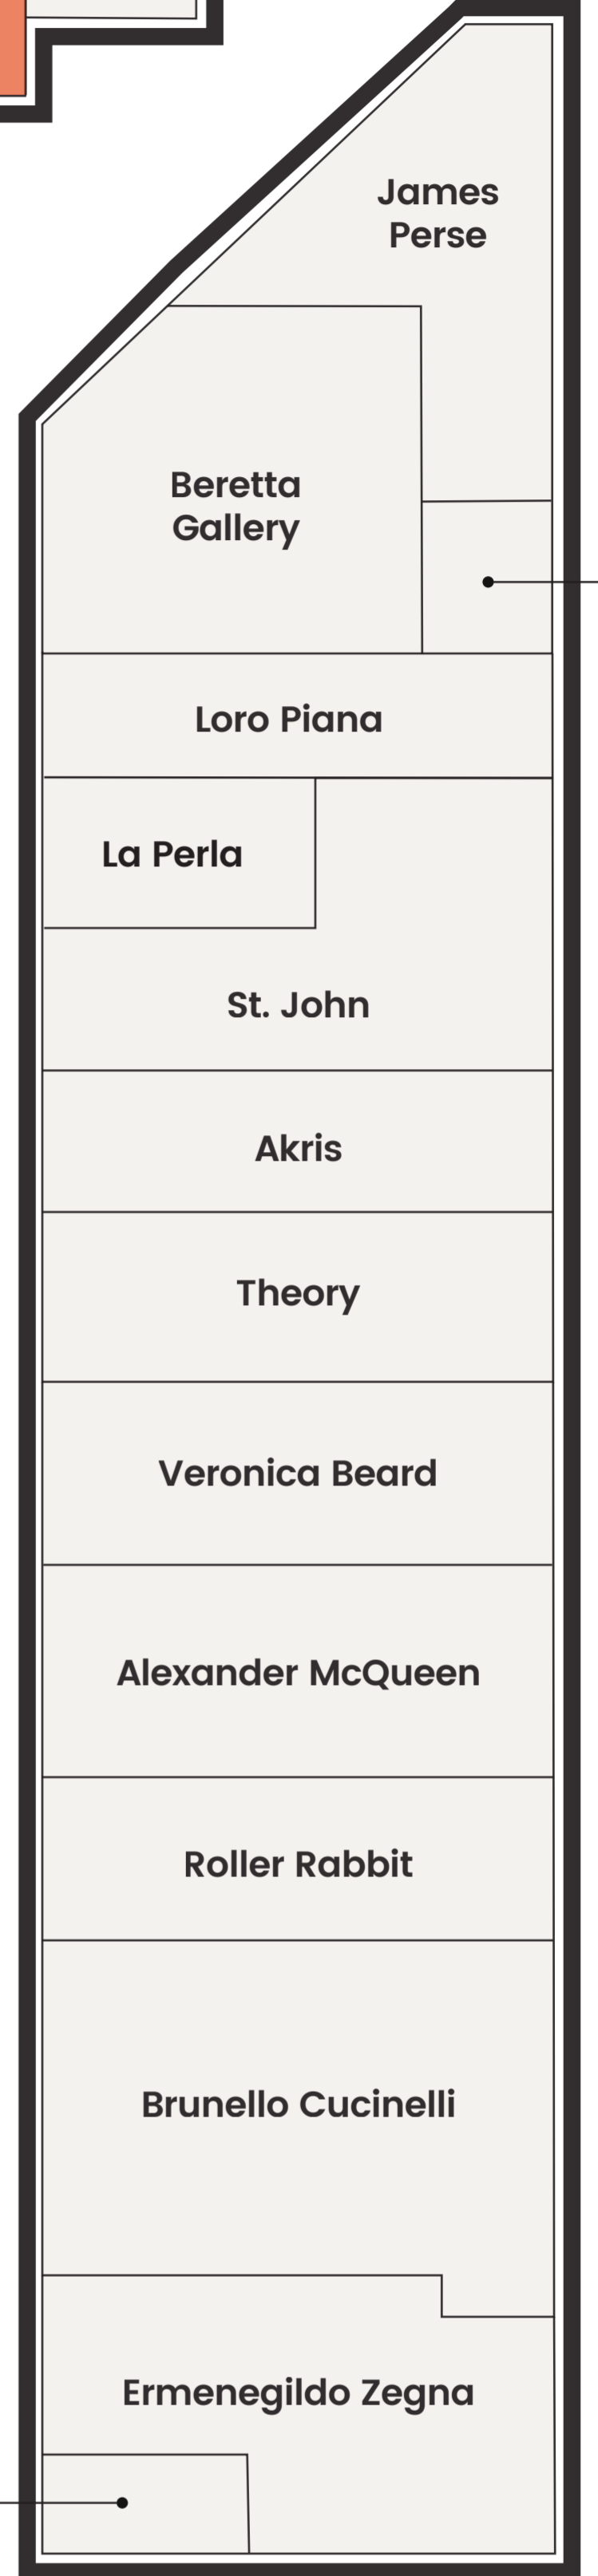 James
Perse
Beretta
Gallery
Loro Piana
La Perla
St. John
Akris
Theory
Veronica Beard
Alexander McQueen
Roller Rabbit
Brunello Cucinelli
Ermenegildo Zegna